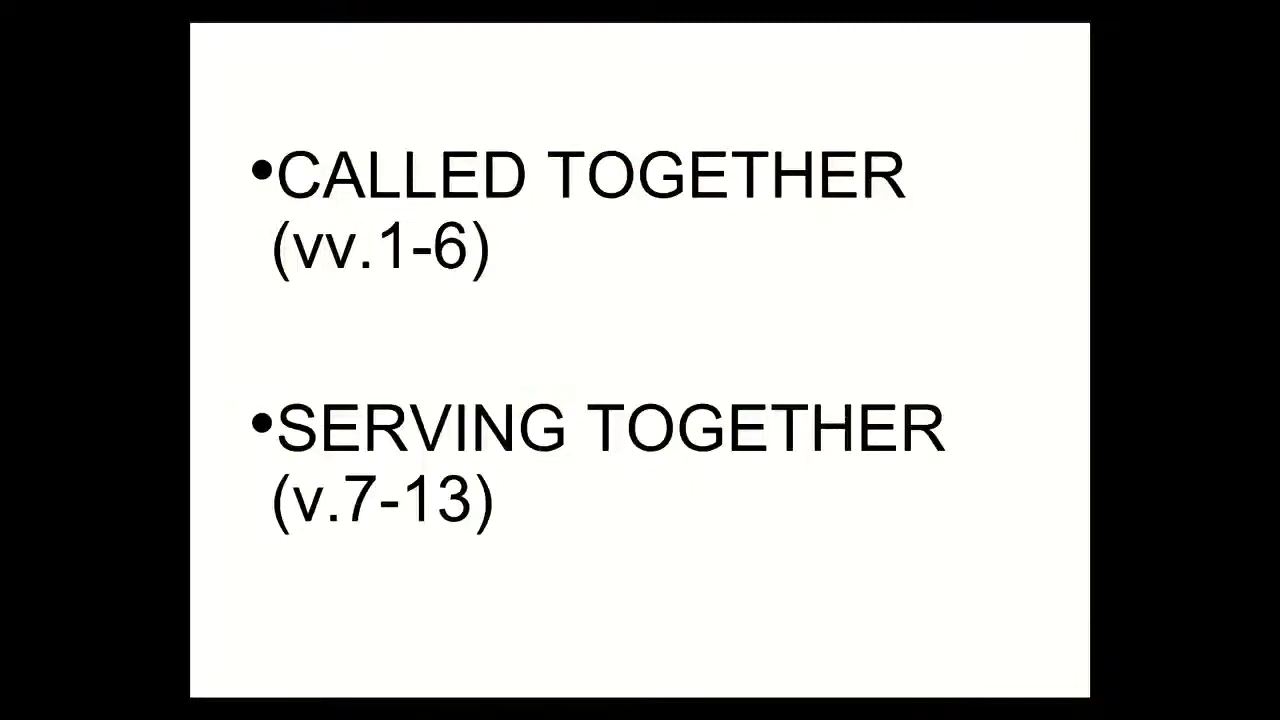 •CALLED TOGETHER
(vv.1-6)
•SERVING TOGETHER
(v.7-13)